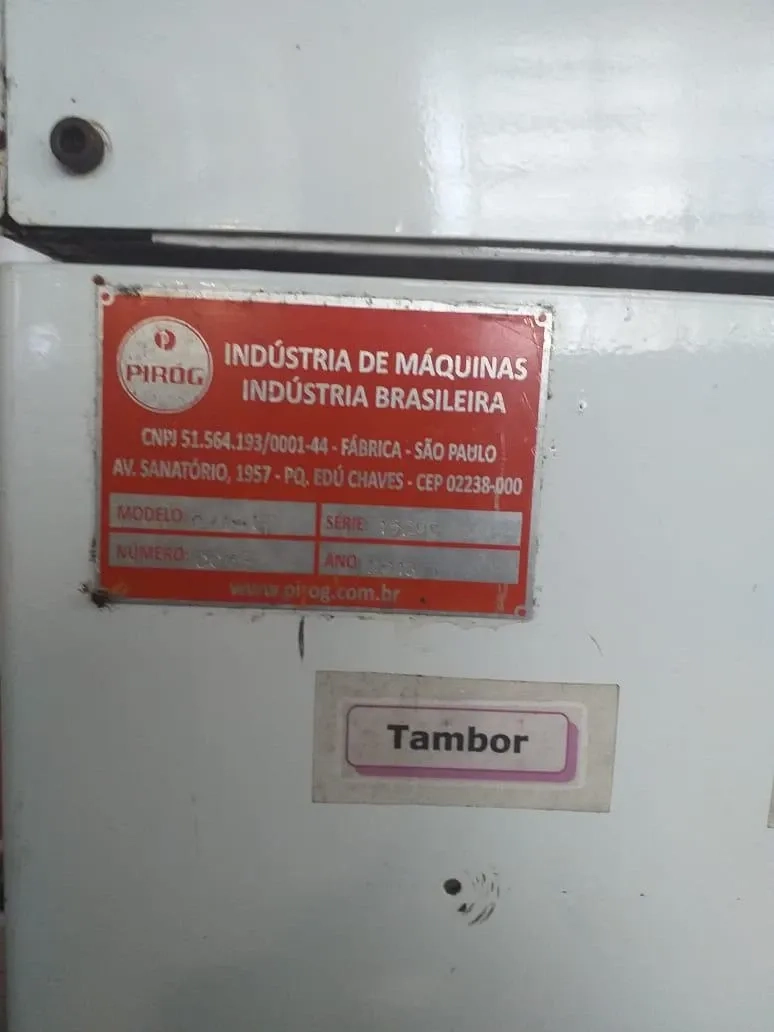 PIRÓG
INDÚSTRIA DE MÁQUINAS
INDÚSTRIA BRASILEIRA
CNPJ 51.564.193/0001-44 - FÁBRICA - SÃO PAULO
AV. SANATÓRIO, 1957 - PQ. EDÚ CHAVES - CEP 02238-000
MODELO:
SÉRIE:
NÚMERO:
ANO:
www.pirog.com.br
Tambor